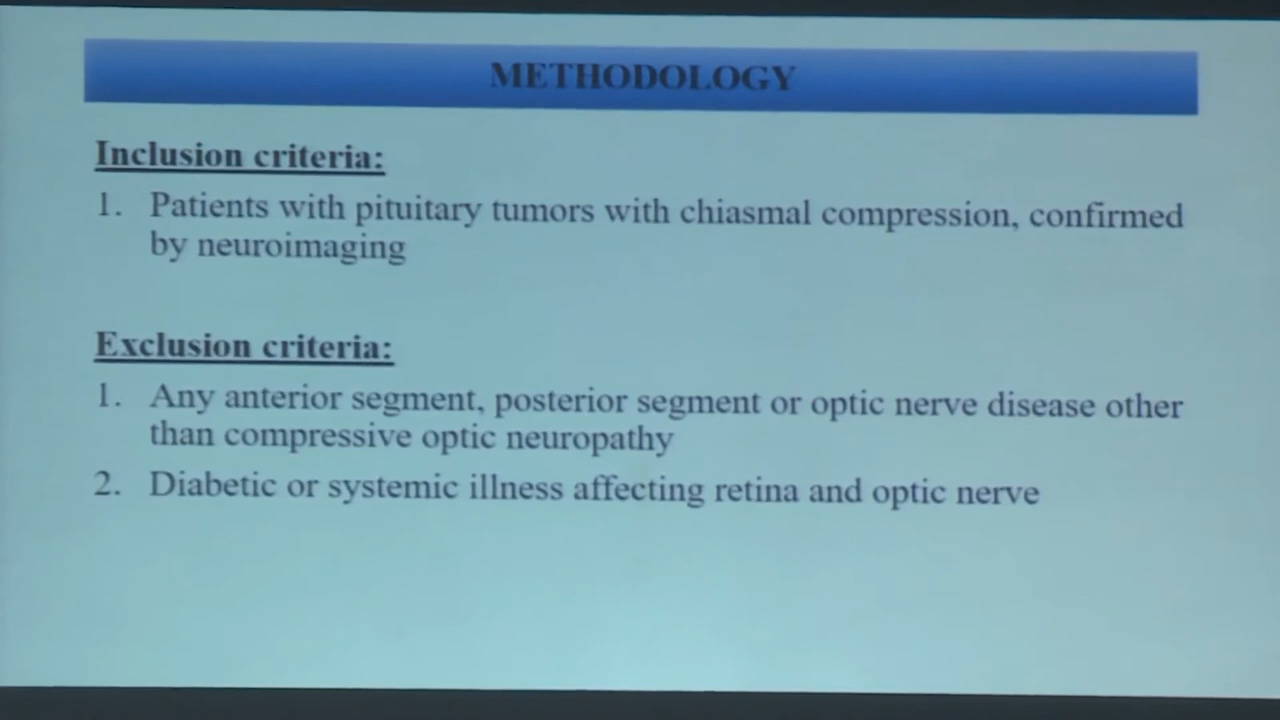 METHODOLOGY
Inclusion criteria:
1. Patients with pituitary tumors with chiasmal compression, confirmed
by neuroimaging
Exclusion criteria:
1. Any anterior segment, posterior segment or optic nerve disease other
than compressive optic neuropathy
2. Diabetic or systemic illness affecting retina and optic nerve